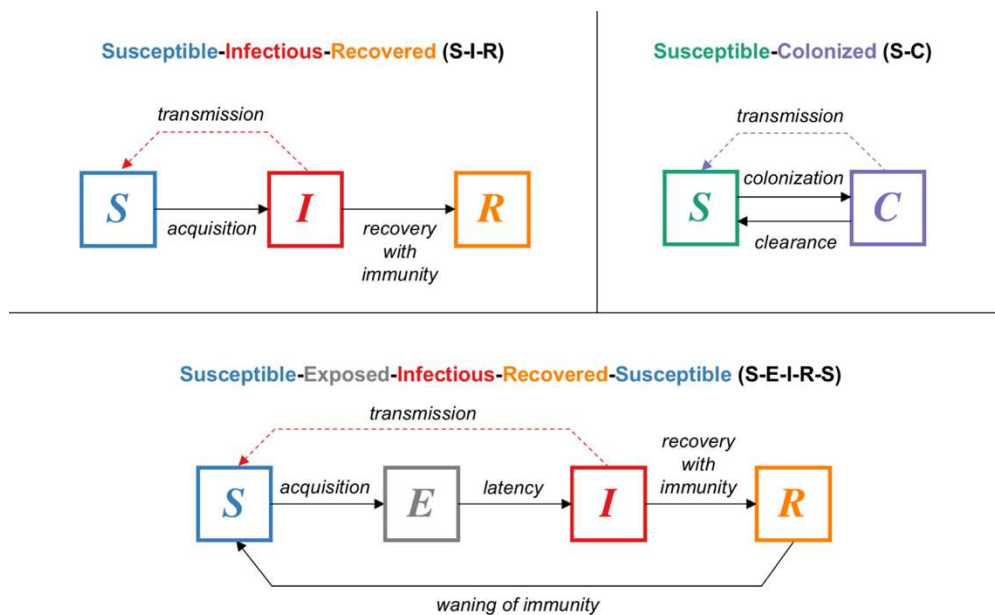 Susceptible-Infectious-Recovered (S-I-R)
transmission
S
I
R
acquisition
recovery
with
immunity
Susceptible-Colonized (S-C)
transmission
S
colonization
C
clearance
Susceptible-Exposed-Infectious-Recovered-Susceptible (S-E-I-R-S)
transmission
recovery
with
immunity
S
acquisition
E
latency
I
R
waning of immunity